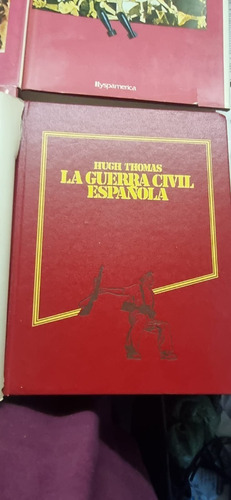 Hyspamerica
HUGH THOMAS
LA GUERRA CIVIL
ESPAÑOLA